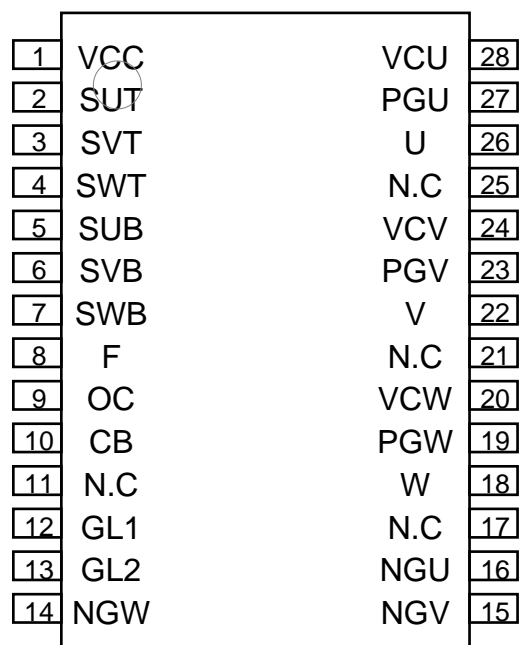 1 VCC VCU 28
2 SUT PGU 27
3 SVT U 26
4 SWT N.C 25
5 SUB VCV 24
6 SVB PGV 23
7 SWB V 22
8 F N.C 21
9 OC VCW 20
10 CB PGW 19
11 N.C W 18
12 GL1 N.C 17
13 GL2 NGU 16
14 NGW NGV 15